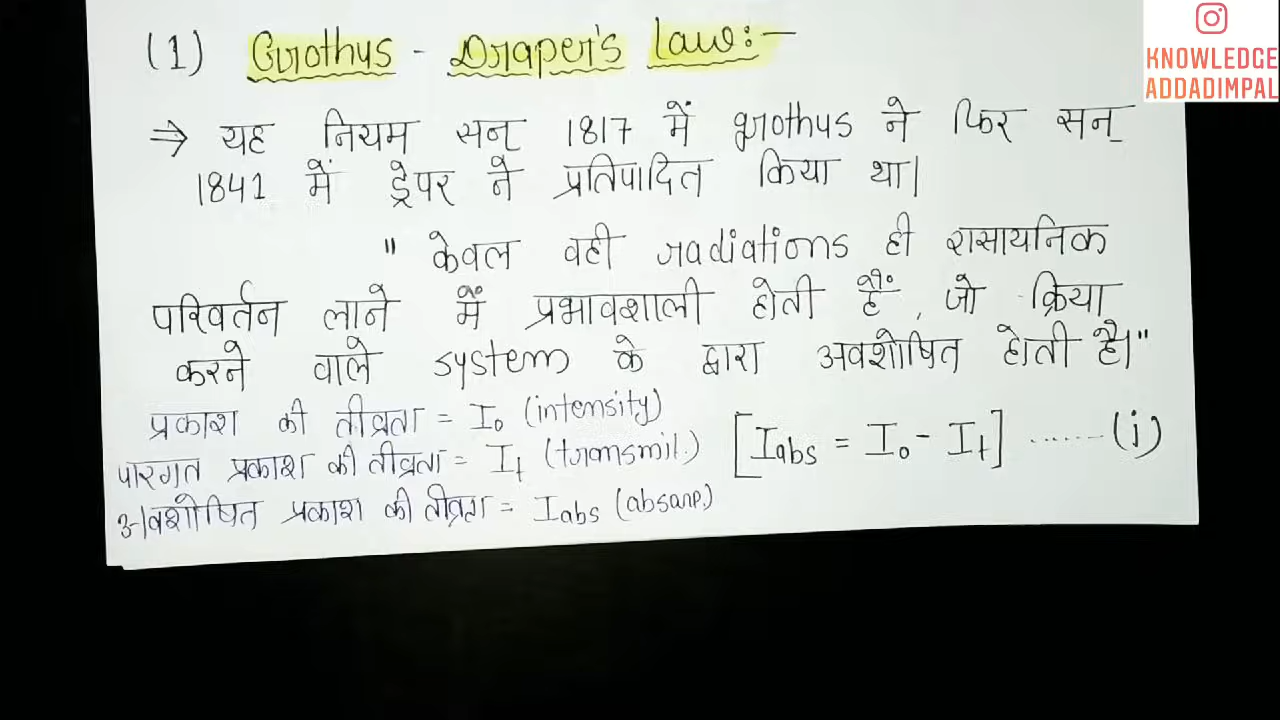 KNOWLEDGE
ADDADIMPAL
(1) Grothus - Draper's Law:-
⇒ यह नियम सन् 1817 में grothus ने फिर सन्
1841 में ड्रेपर ने प्रतिपादित किया था।
" केवल वही radiations ही रासायनिक
परिवर्तन लाने में प्रभावशाली होती हैं, जो क्रिया
करने वाले system के द्वारा अवशोषित होती है।"
प्रकाश की तीव्रता = I₀ (intensity)
पारगत प्रकाश की तीव्रता = Iₜ (transmil.)
[Iabs = I₀ - Iₜ] ...... (i)
अवशोषित प्रकाश की तीव्रता = Iabs (absarp.)